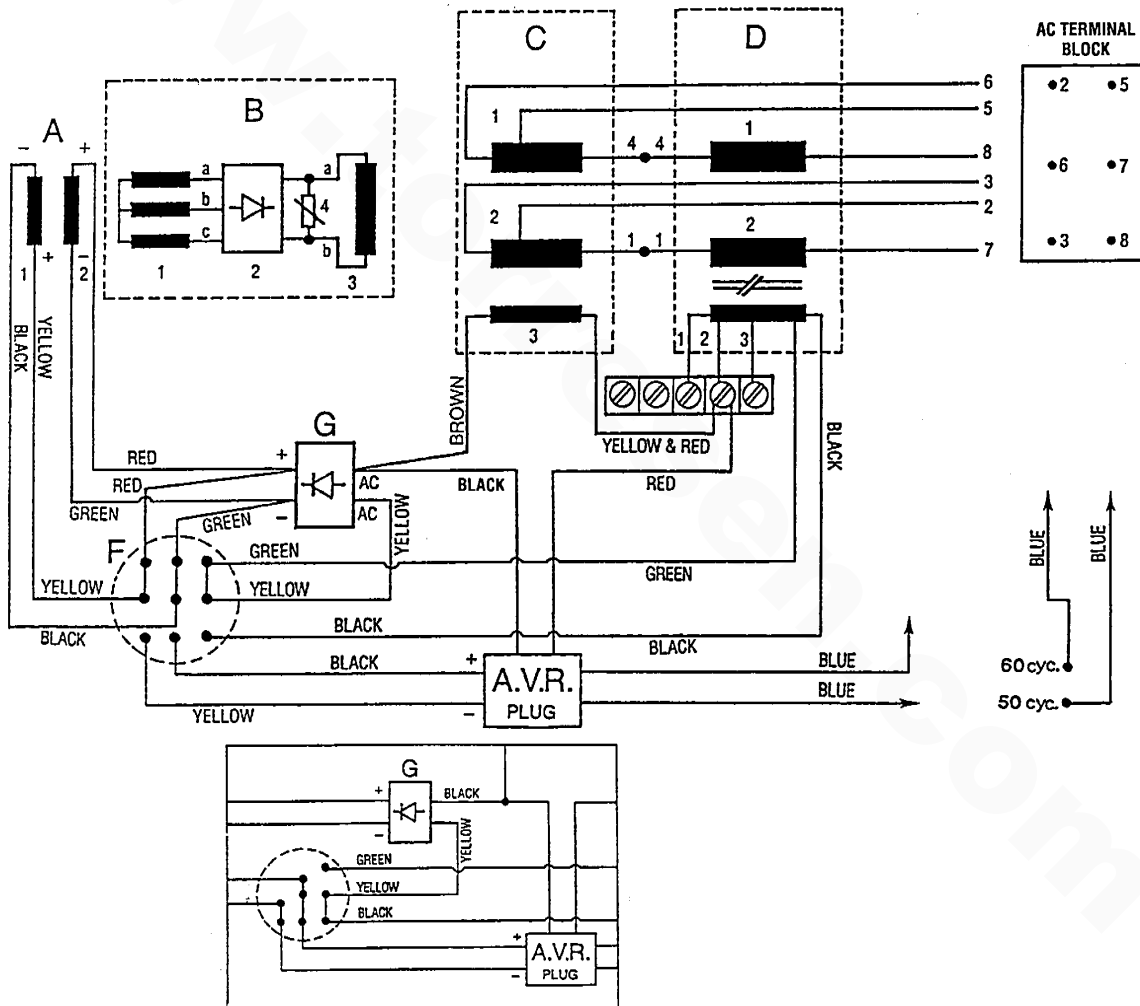 A
-
+
+
-
1
2
BLACK
YELLOW
B
a
b
c
1
2
a
4
b
3
C
1
2
3
D
1
2
4 4
1 1
1
2
3
6
5
8
3
2
7
AC TERMINAL
BLOCK
2
5
6
7
3
8
BROWN
YELLOW & RED
BLACK
RED
G
+
-
AC
AC
RED
RED
GREEN
GREEN
BLACK
YELLOW
F
GREEN
GREEN
YELLOW
YELLOW
BLACK
BLACK
BLACK
BLACK
YELLOW
+
-
A.V.R.
PLUG
BLUE
BLUE
BLUE
BLUE
60 cyc.
50 cyc.
G
+
-
BLACK
YELLOW
GREEN
YELLOW
BLACK
+
-
A.V.R.
PLUG